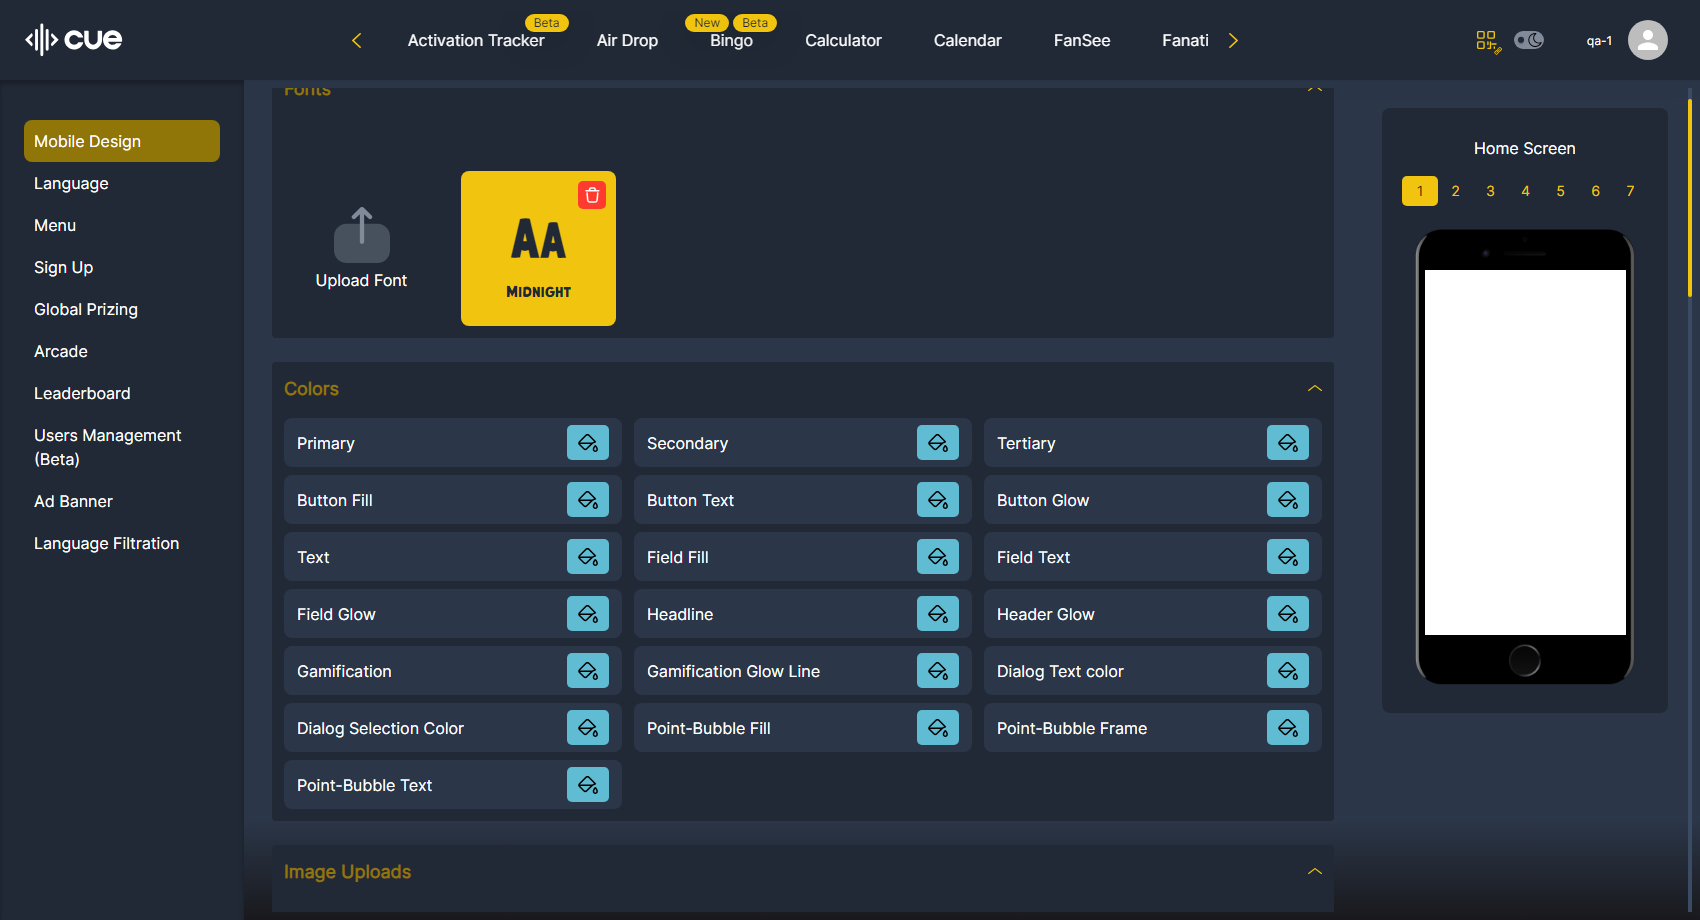 cue
Activation Tracker
Beta
Air Drop
Bingo
New
Beta
Calculator
Calendar
FanSee
Fanati
qa-1
Mobile Design
Language
Menu
Sign Up
Global Prizing
Arcade
Leaderboard
Users Management
(Beta)
Ad Banner
Language Filtration
Fonts
Upload Font
AA
MIDNIGHT
Colors
Primary
Secondary
Tertiary
Button Fill
Button Text
Button Glow
Text
Field Fill
Field Text
Field Glow
Headline
Header Glow
Gamification
Gamification Glow Line
Dialog Text color
Dialog Selection Color
Point-Bubble Fill
Point-Bubble Frame
Point-Bubble Text
Image Uploads
Home Screen
1 2 3 4 5 6 7